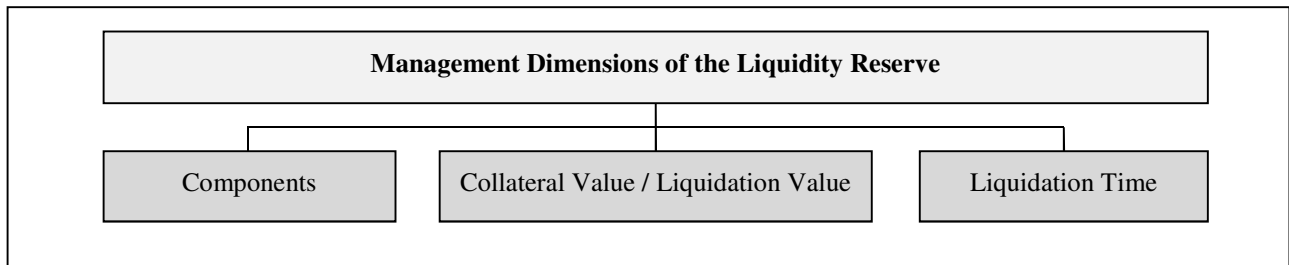 Management Dimensions of the Liquidity Reserve
Components
Collateral Value / Liquidation Value
Liquidation Time